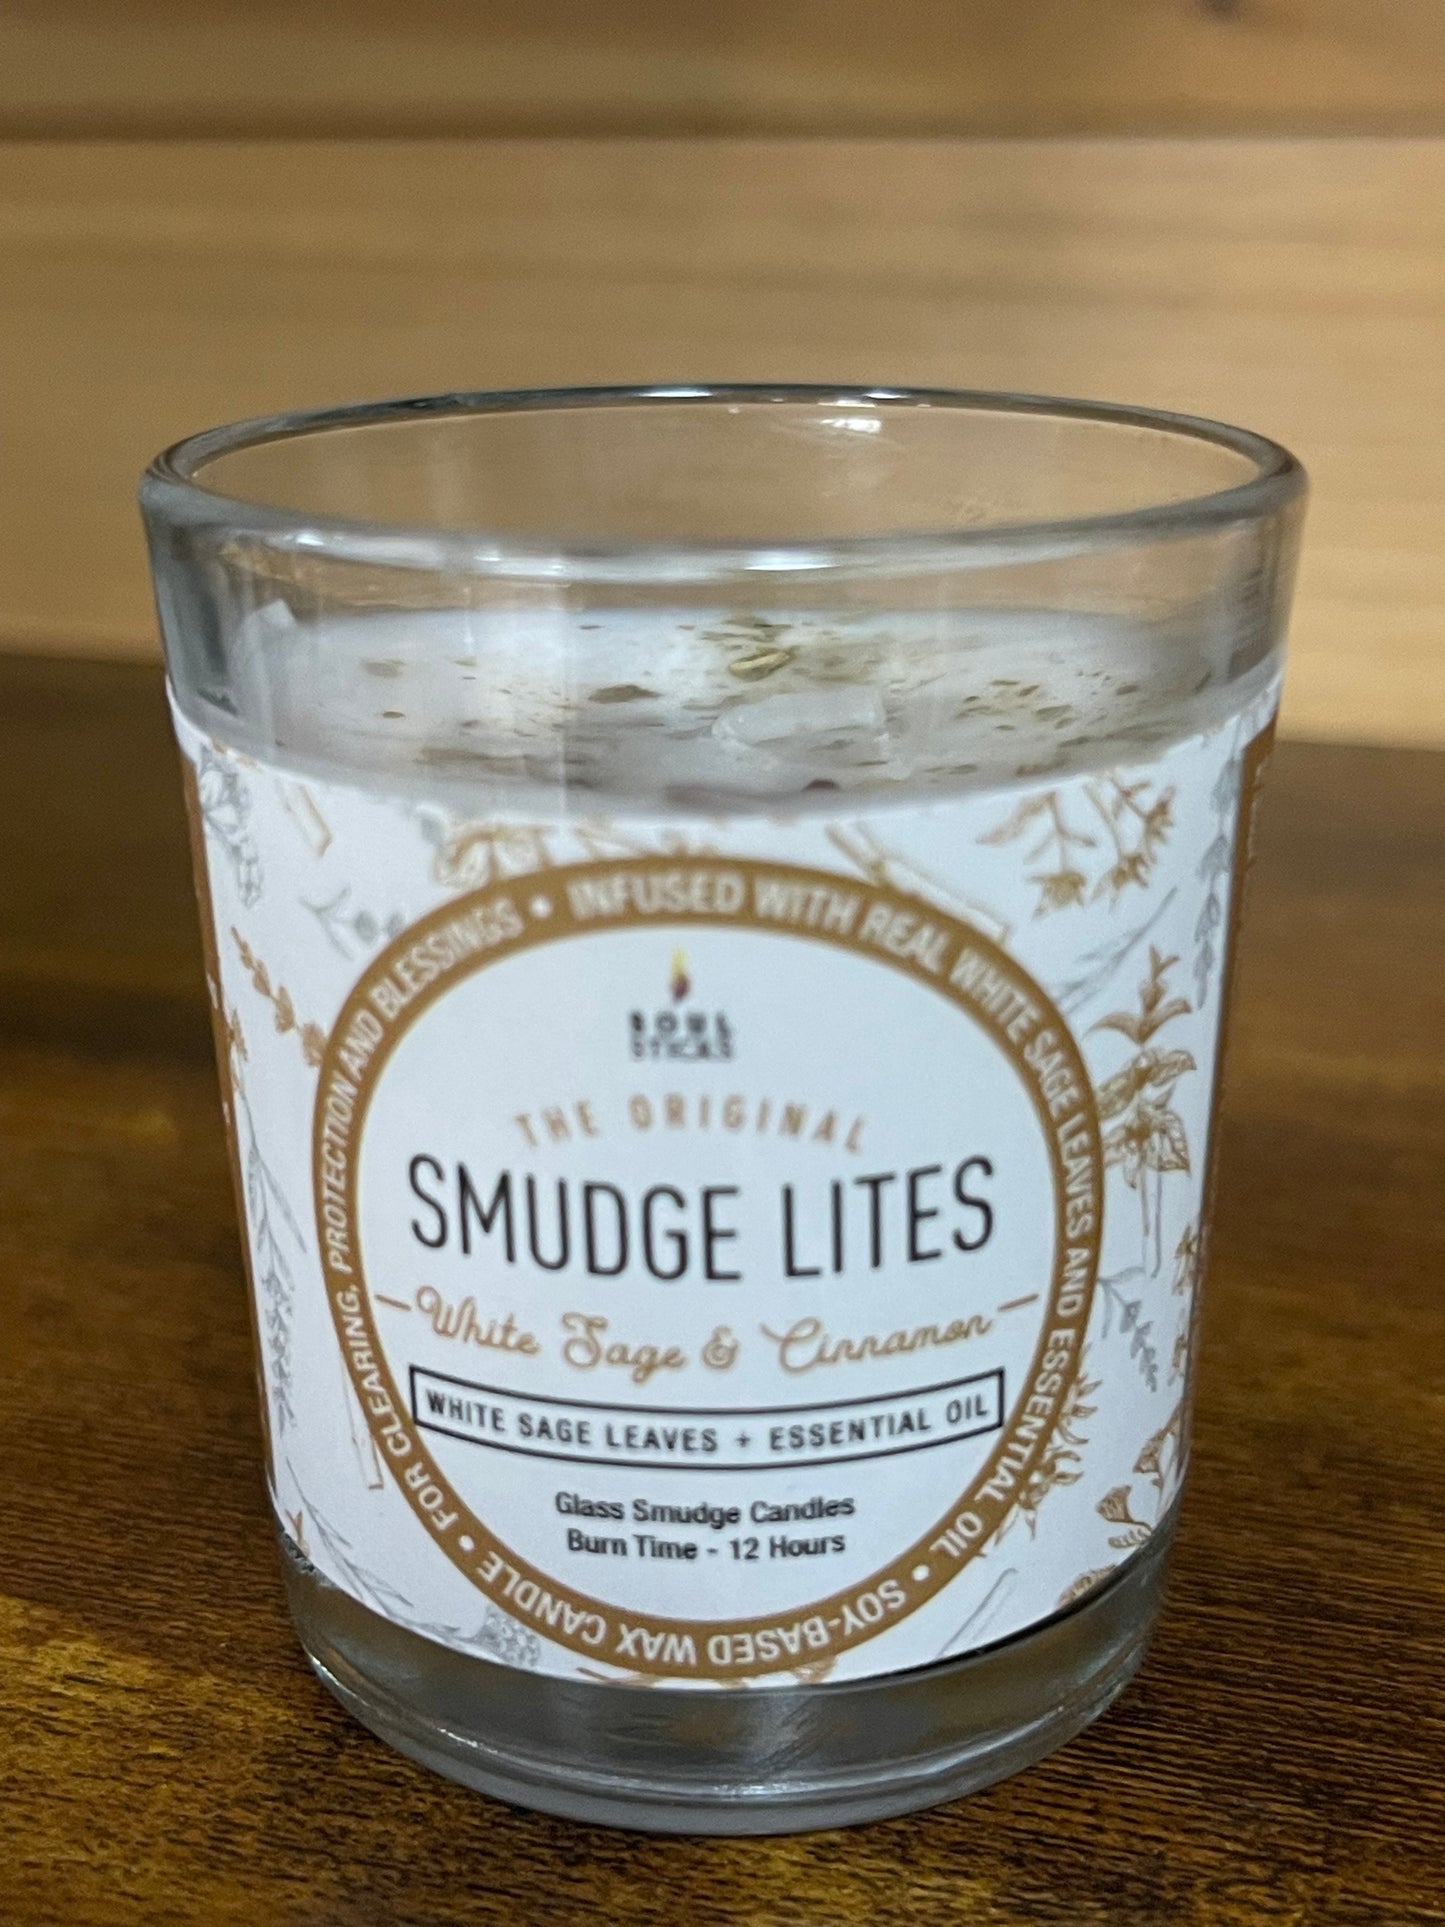 SOUL
STICKS
THE ORIGINAL
SMUDGE LITES
White Sage & Cinnamon
WHITE SAGE LEAVES + ESSENTIAL OIL
Glass Smudge Candles
Burn Time - 12 Hours
• INFUSED WITH REAL WHITE SAGE LEAVES AND ESSENTIAL OIL • SOY-BASED WAX CANDLE • FOR CLEARING, PROTECTION AND BLESSINGS